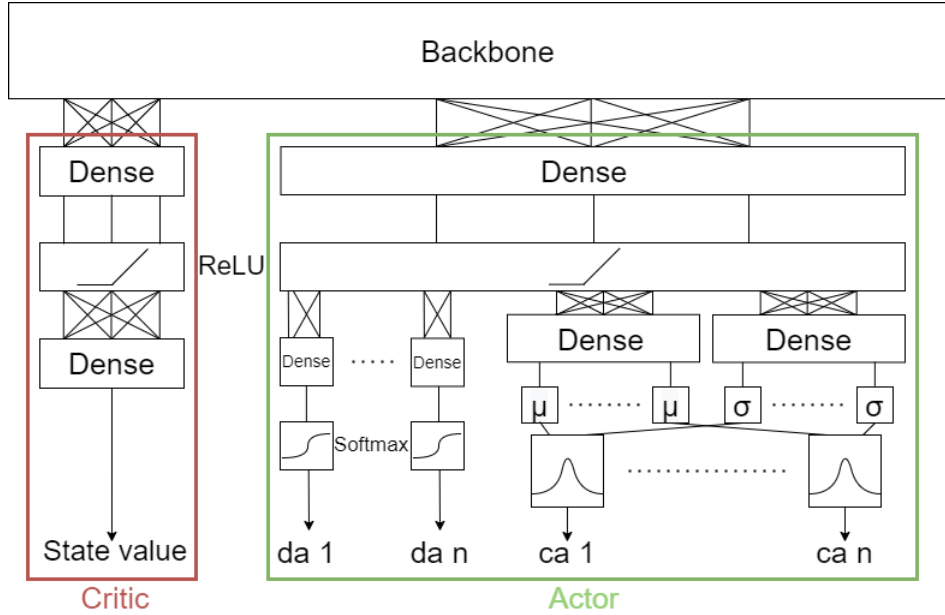 Backbone
Dense
Dense
ReLU
Dense
Dense
Dense
Dense
Dense
μ
μ
σ
σ
Softmax
State value
da 1
da n
ca 1
ca n
Critic
Actor